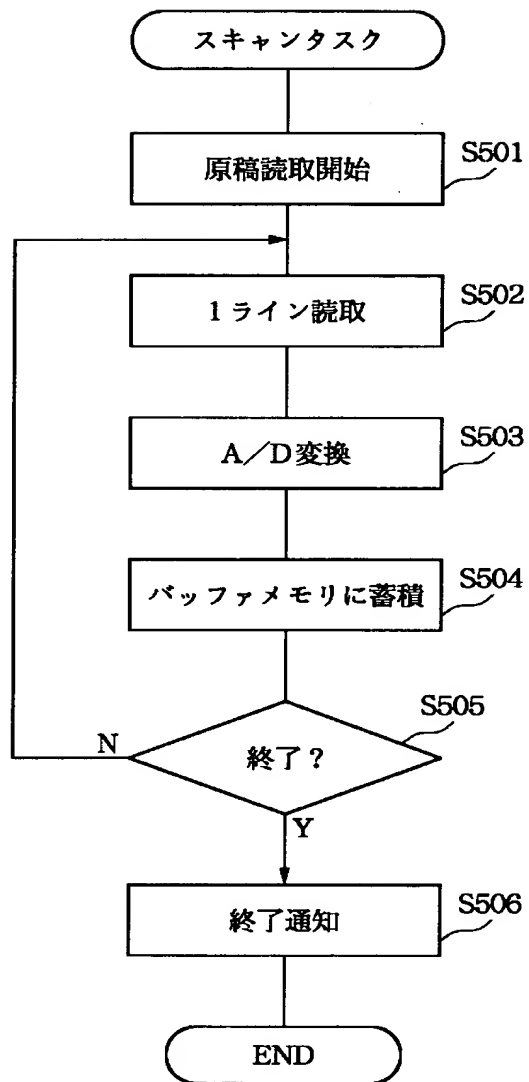 スキャンタスク
原稿読取開始
S501
1ライン読取
S502
A/D変換
S503
バッファメモリに蓄積
S504
終了?
S505
N
Y
終了通知
S506
END